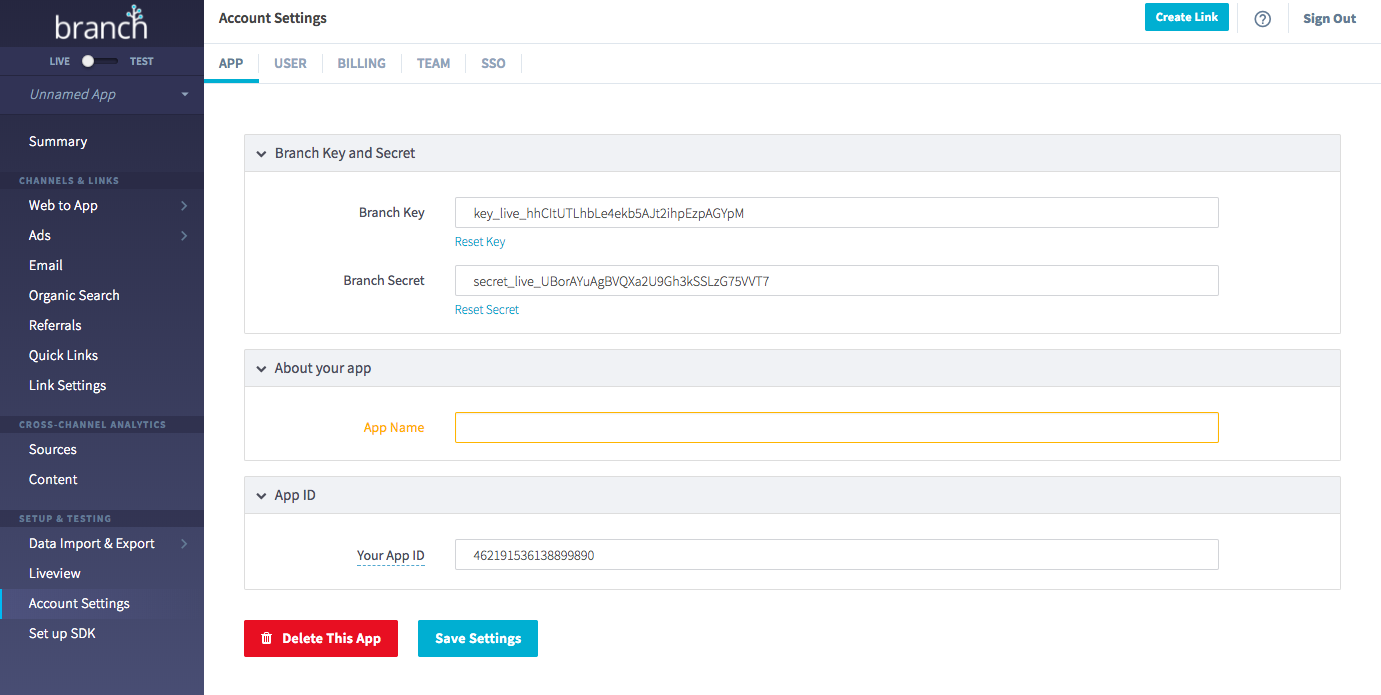 branch
Account Settings
Create Link
Sign Out
LIVE
TEST
Unnamed App
APP
USER
BILLING
TEAM
SSO
Summary
CHANNELS & LINKS
Web to App
Ads
Email
Organic Search
Referrals
Quick Links
Link Settings
CROSS-CHANNEL ANALYTICS
Sources
Content
SETUP & TESTING
Data Import & Export
Liveview
Account Settings
Set up SDK
Branch Key and Secret
Branch Key
key_live_hhCItUTLhbLe4ekb5AJt2ihpEzpAGYpM
Reset Key
Branch Secret
secret_live_UBorAYuAgBVQXa2U9Gh3kSSLzG75VVT7
Reset Secret
About your app
App Name
App ID
Your App ID
462191536138899890
Delete This App
Save Settings